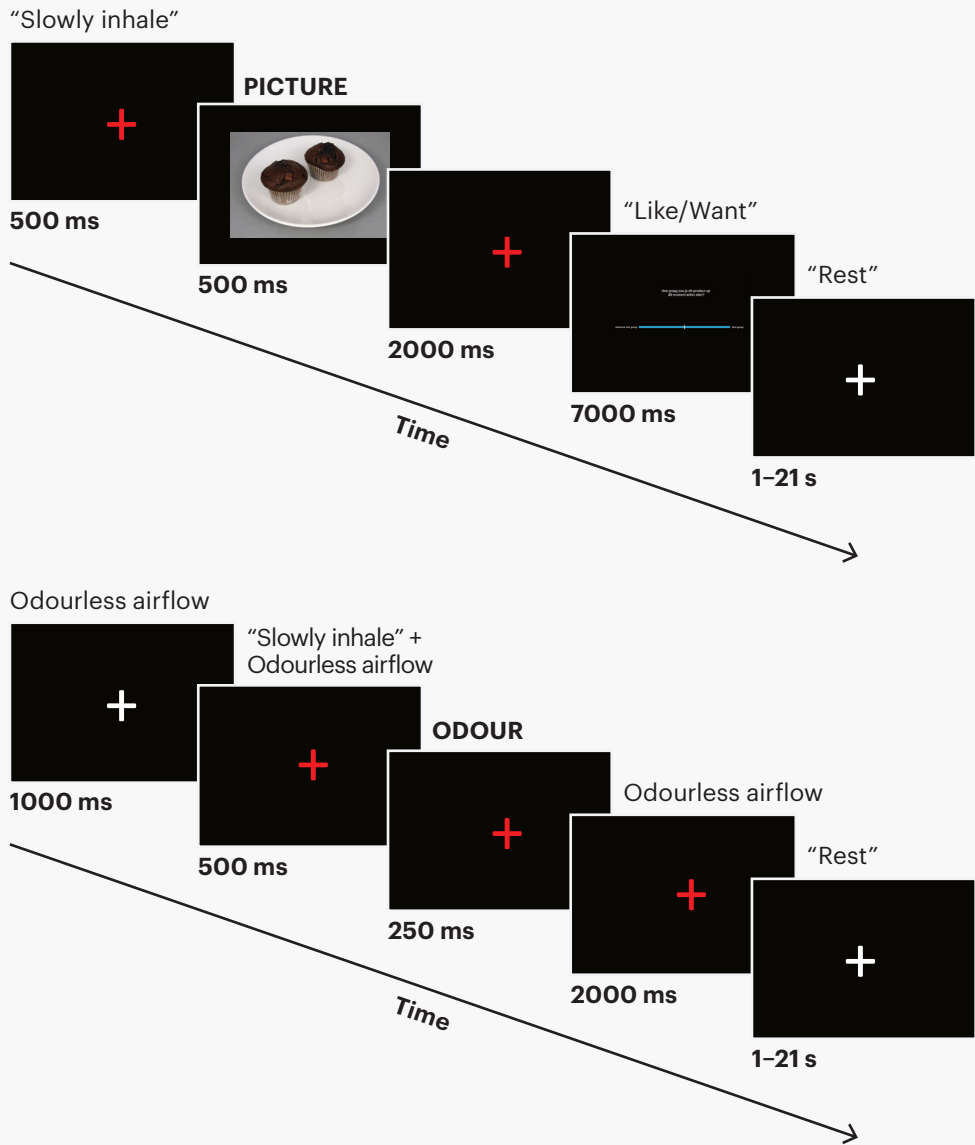 “Slowly inhale”
PICTURE
500 ms
“Like/Want”
500 ms
“Rest”
2000 ms
7000 ms
Time
1–21 s
Odourless airflow
“Slowly inhale” +
Odourless airflow
ODOUR
1000 ms
Odourless airflow
500 ms
“Rest”
250 ms
2000 ms
Time
1–21 s